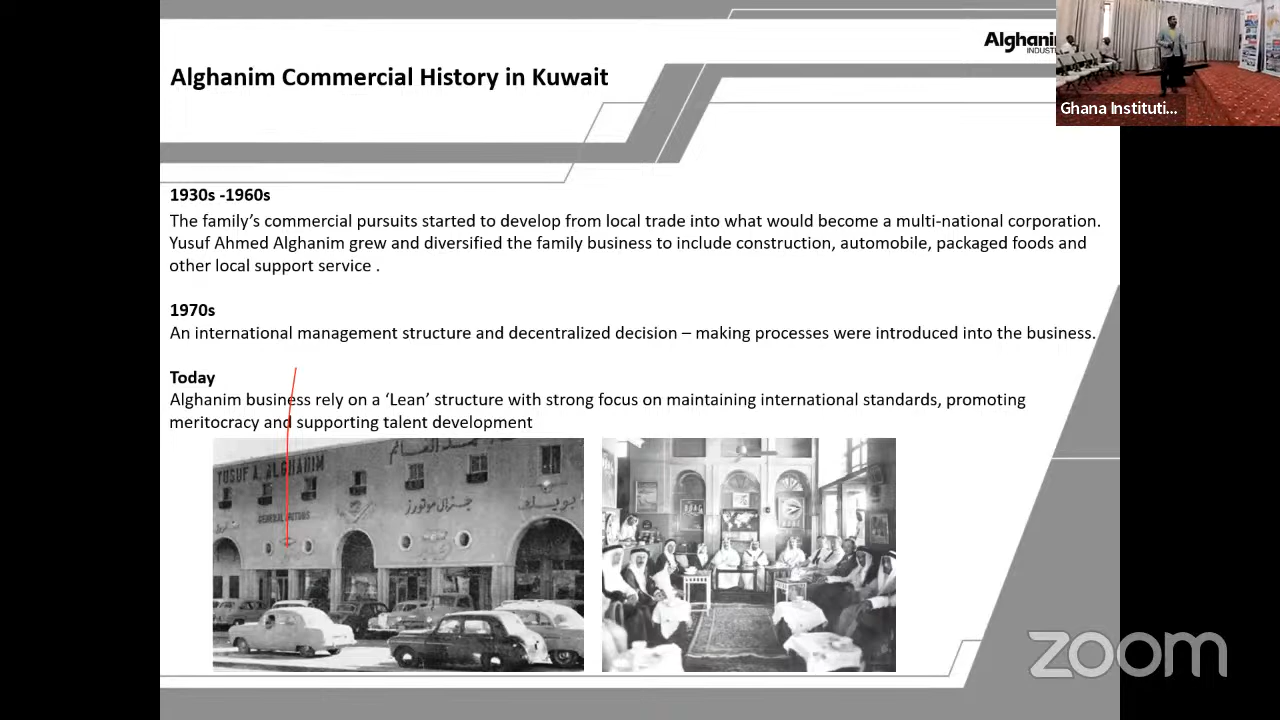 Alghani
INDUST
Alghanim Commercial History in Kuwait
Ghana Instituti...
1930s -1960s
The family’s commercial pursuits started to develop from local trade into what would become a multi-national corporation.
Yusuf Ahmed Alghanim grew and diversified the family business to include construction, automobile, packaged foods and
other local support service .
1970s
An international management structure and decentralized decision – making processes were introduced into the business.
Today
Alghanim business rely on a ‘Lean’ structure with strong focus on maintaining international standards, promoting
meritocracy and supporting talent development
YUSUF A. ALGHANIM
GENERAL MOTORS
جنرال موتورز
BOAC
BOAC
zoom